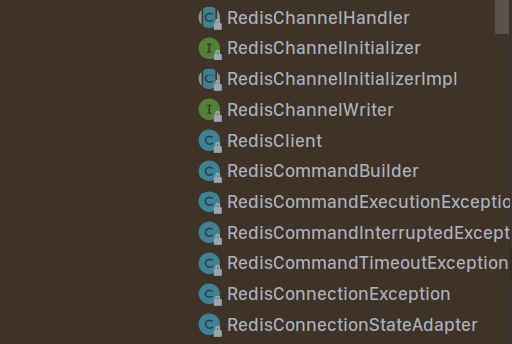 RedisChannelHandler
RedisChannelInitializer
RedisChannelInitializerImpl
RedisChannelWriter
RedisClient
RedisCommandBuilder
RedisCommandExecutionExceptio
RedisCommandInterruptedExcept
RedisCommandTimeoutException
RedisConnectionException
RedisConnectionStateAdapter